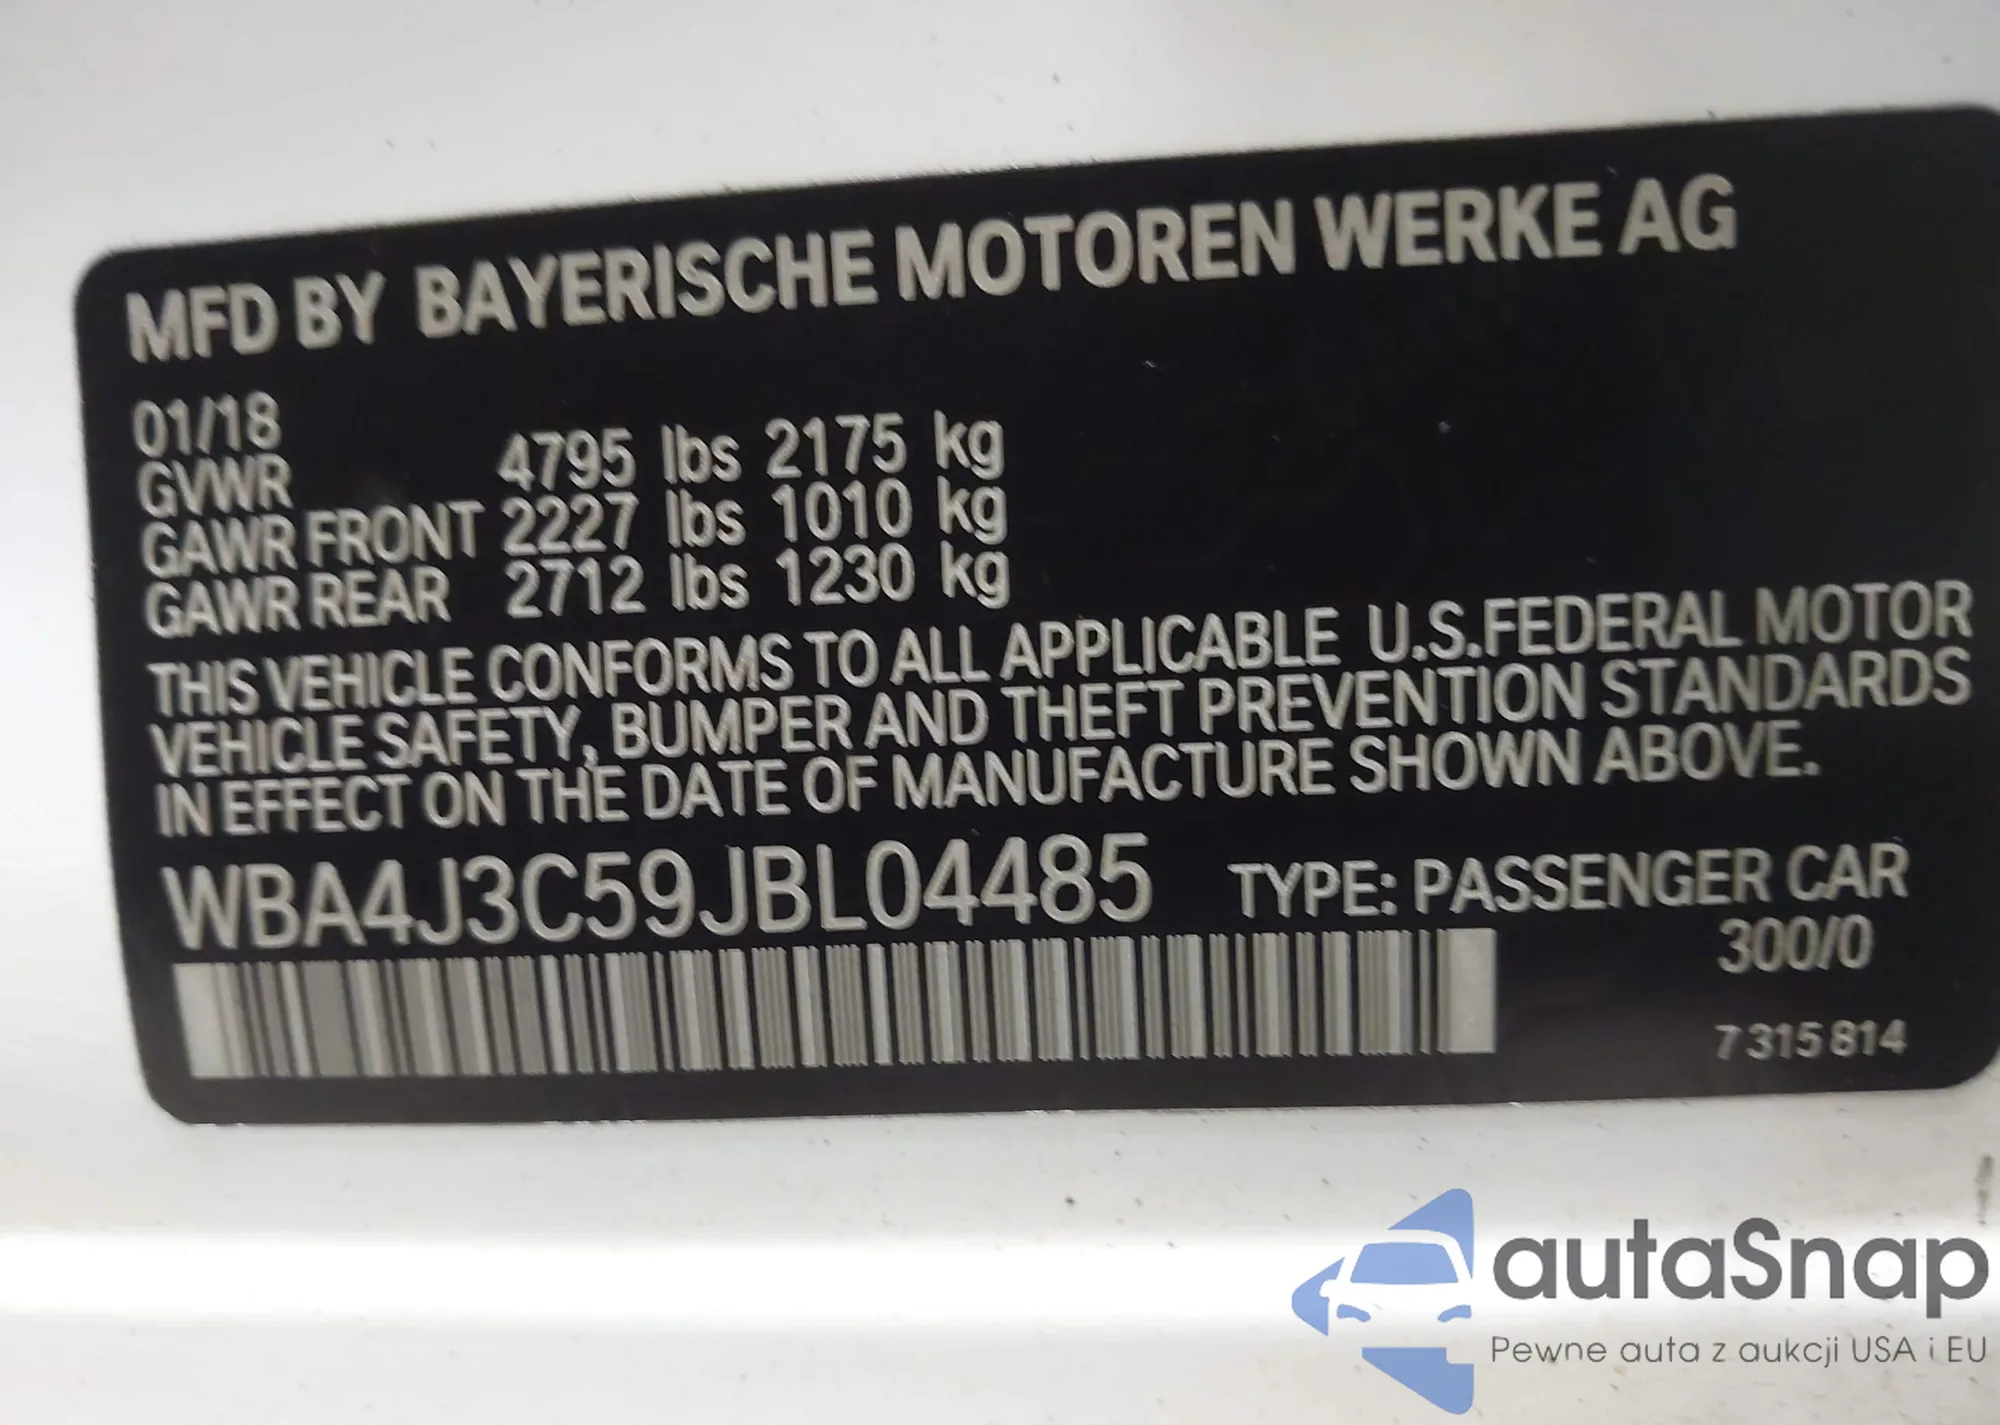 MFD BY BAYERISCHE MOTOREN WERKE AG
01/18
GVWR 4795 lbs 2175 kg
GAWR FRONT 2227 lbs 1010 kg
GAWR REAR 2712 lbs 1230 kg
THIS VEHICLE CONFORMS TO ALL APPLICABLE U.S.FEDERAL MOTOR
VEHICLE SAFETY, BUMPER AND THEFT PREVENTION STANDARDS
IN EFFECT ON THE DATE OF MANUFACTURE SHOWN ABOVE.
WBA4J3C59JBL04485 TYPE: PASSENGER CAR
300/0
7 315 814
autaSnap
Pewne auta z aukcji USA i EU